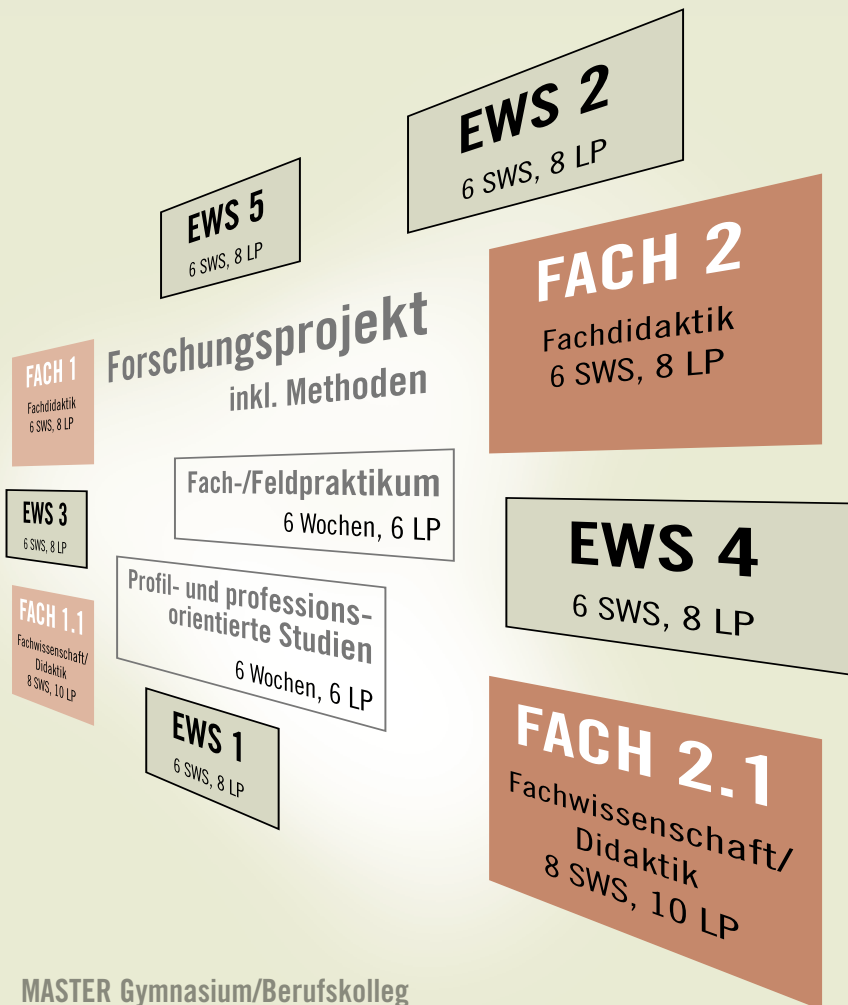 EWS 2
6 SWS, 8 LP
EWS 5
6 SWS, 8 LP
FACH 2
Fachdidaktik
6 SWS, 8 LP
Forschungsprojekt
inkl. Methoden
FACH 1
Fachdidaktik
6 SWS, 8 LP
Fach-/Feldpraktikum
6 Wochen, 6 LP
EWS 3
6 SWS, 8 LP
EWS 4
6 SWS, 8 LP
Profil- und professions-
orientierte Studien
6 Wochen, 6 LP
FACH 1.1
Fachwissenschaft/
Didaktik
8 SWS, 10 LP
EWS 1
6 SWS, 8 LP
FACH 2.1
Fachwissenschaft/
Didaktik
8 SWS, 10 LP
MASTER Gymnasium/Berufskolleg